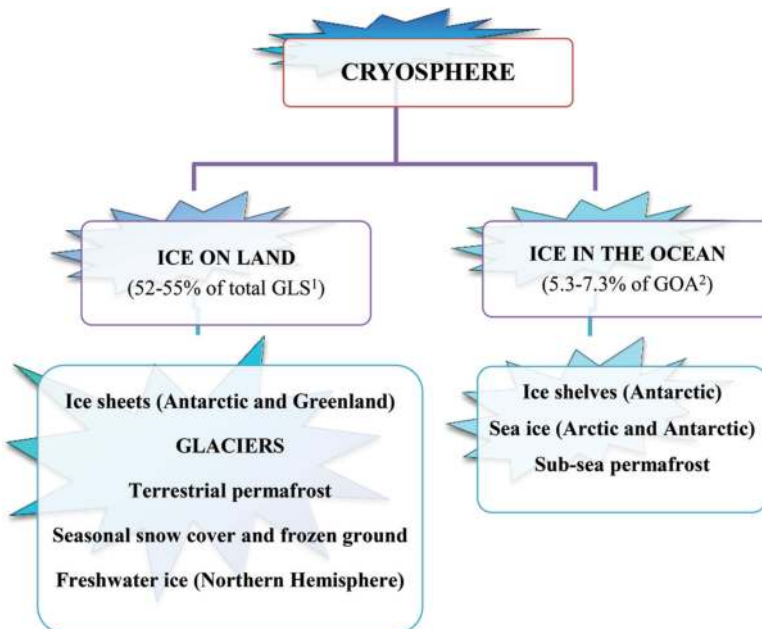 CRYOSPHERE
ICE ON LAND
(52-55% of total GLS¹)
ICE IN THE OCEAN
(5.3-7.3% of GOA²)
Ice sheets (Antarctic and Greenland)
GLACIERS
Terrestrial permafrost
Seasonal snow cover and frozen ground
Freshwater ice (Northern Hemisphere)
Ice shelves (Antarctic)
Sea ice (Arctic and Antarctic)
Sub-sea permafrost